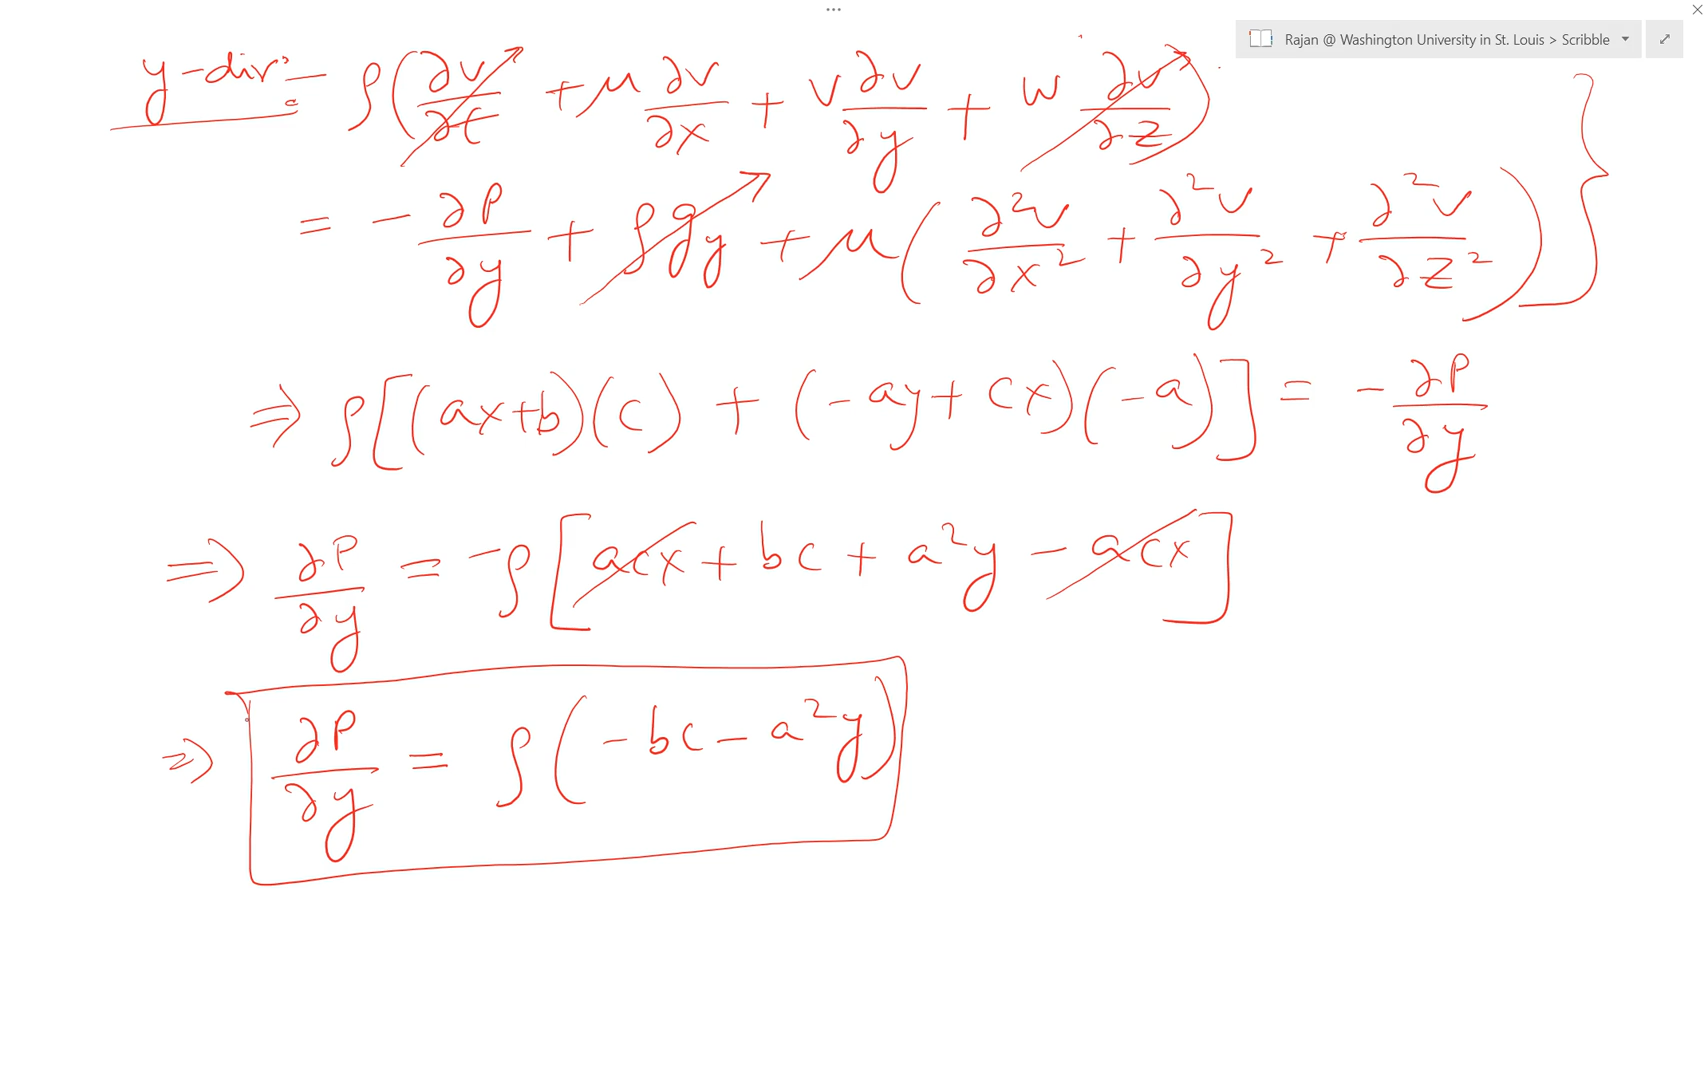 Rajan @ Washington University in St. Louis > Scribble
y-dir:- ρ(∂v/∂t + μ ∂v/∂x + v ∂v/∂y + w ∂v/∂z)
= - ∂P/∂y + ρgy + μ(∂²v/∂x² + ∂²v/∂y² + ∂²v/∂z²)}
⇒ ρ[(ax+b)(c) + (-ay+cx)(-a)] = - ∂P/∂y
⇒ ∂P/∂y = -ρ[acx + bc + a²y - acx]
⇒ ∂P/∂y = ρ(-bc - a²y)